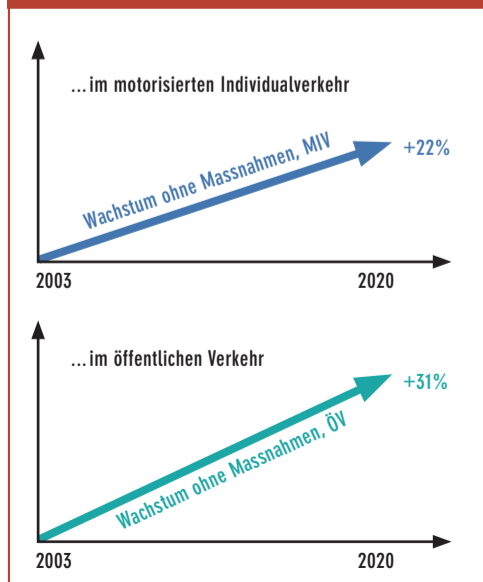 ...im motorisierten Individualverkehr
Wachstum ohne Massnahmen, MIV
+22%
2003
2020
...im öffentlichen Verkehr
+31%
Wachstum ohne Massnahmen, ÖV
2003
2020